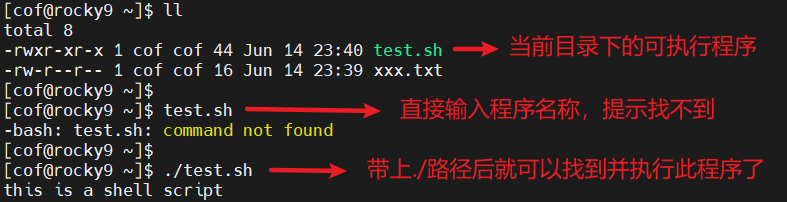 [cof@rocky9 ~]$ ll
total 8
-rwxr-xr-x 1 cof cof 44 Jun 14 23:40 test.sh 当前目录下的可执行程序
-rw-r--r-- 1 cof cof 16 Jun 14 23:39 xxx.txt
[cof@rocky9 ~]$
[cof@rocky9 ~]$ test.sh 直接输入程序名称，提示找不到
-bash: test.sh: command not found
[cof@rocky9 ~]$
[cof@rocky9 ~]$ ./test.sh 带上./路径后就可以找到并执行此程序了
this is a shell script